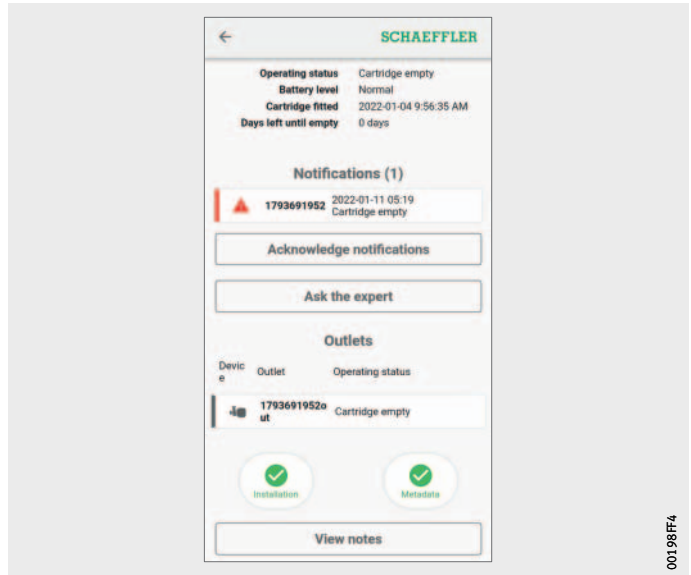 SCHAEFFLER
Operating status Cartridge empty
Battery level Normal
Cartridge fitted 2022-01-04 9:56:35 AM
Days left until empty 0 days
Notifications (1)
1793691952 2022-01-11 05:19
Cartridge empty
Acknowledge notifications
Ask the expert
Outlets
Devic
e Outlet Operating status
1793691952o
ut Cartridge empty
Installation Metadata
View notes
00198FF4